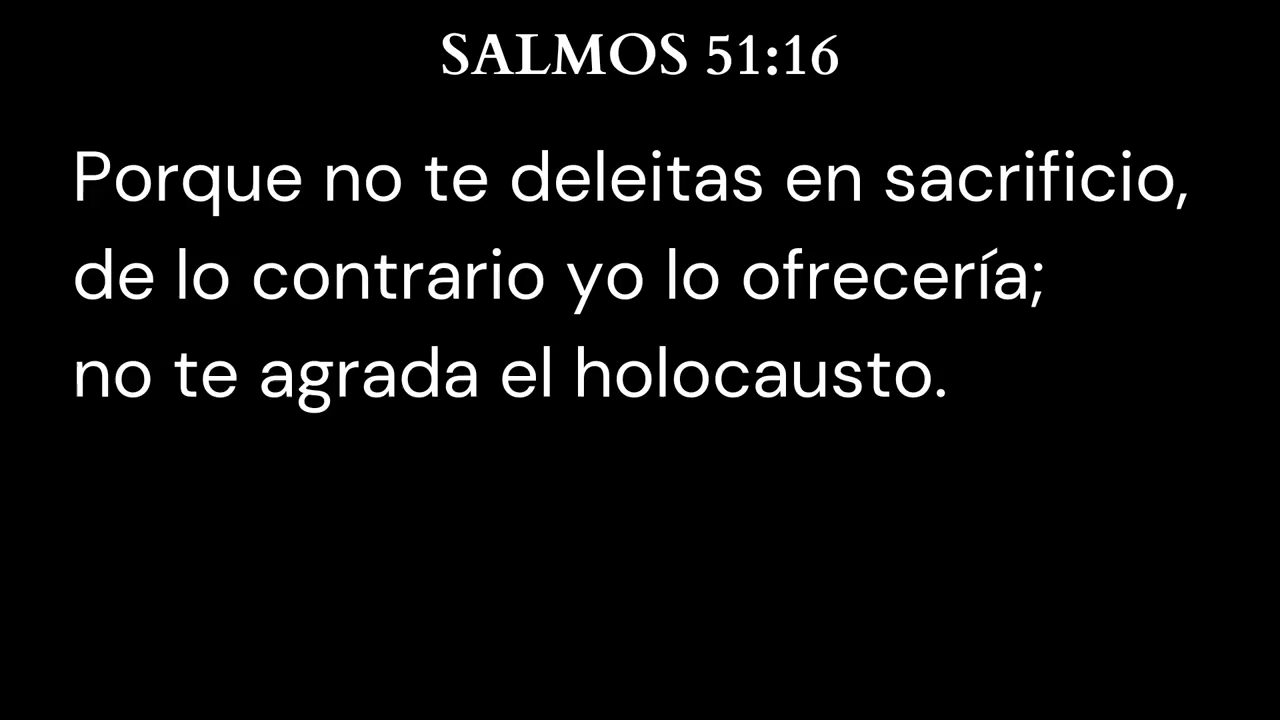 SALMOS 51:16
Porque no te deleitas en sacrificio,
de lo contrario yo lo ofrecería;
no te agrada el holocausto.